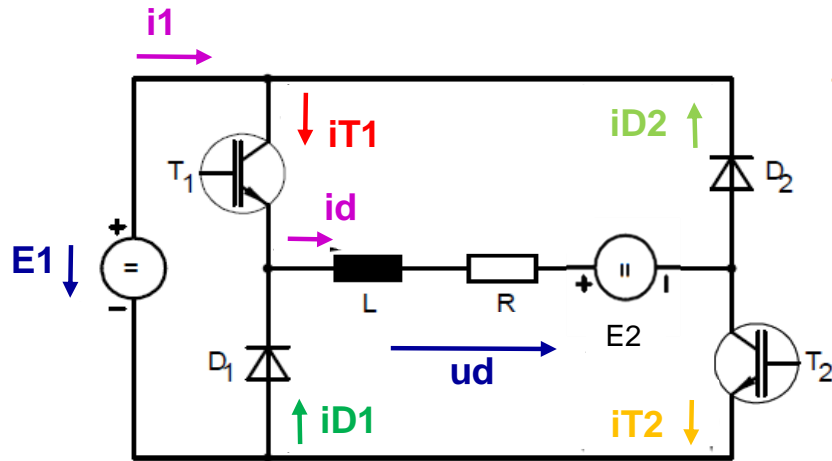 i1
iT1
iD2
T1
D2
id
+
E1
=
−
L
R
+
=
−
E2
D1
ud
T2
iD1
iT2